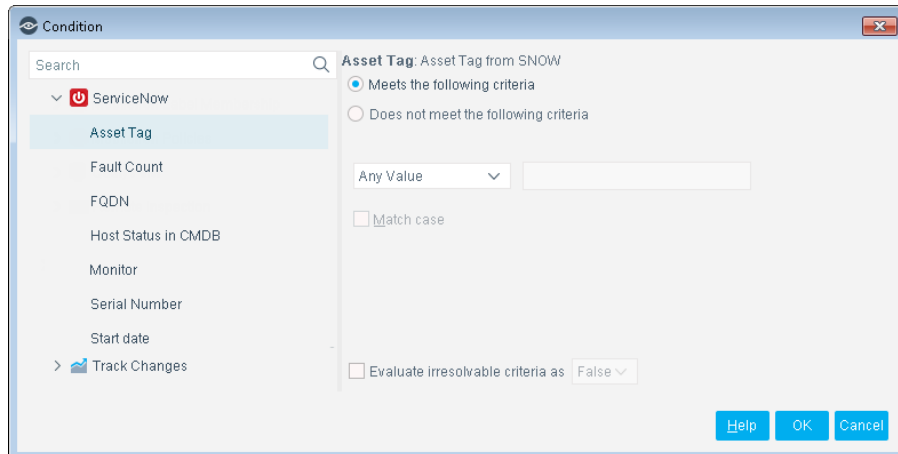 Condition
Search
ServiceNow
Asset Tag
Fault Count
FQDN
Host Status in CMDB
Monitor
Serial Number
Start date
Track Changes
Asset Tag: Asset Tag from SNOW
Meets the following criteria
Does not meet the following criteria
Any Value
Match case
Evaluate irresolvable criteria as False
Help OK Cancel